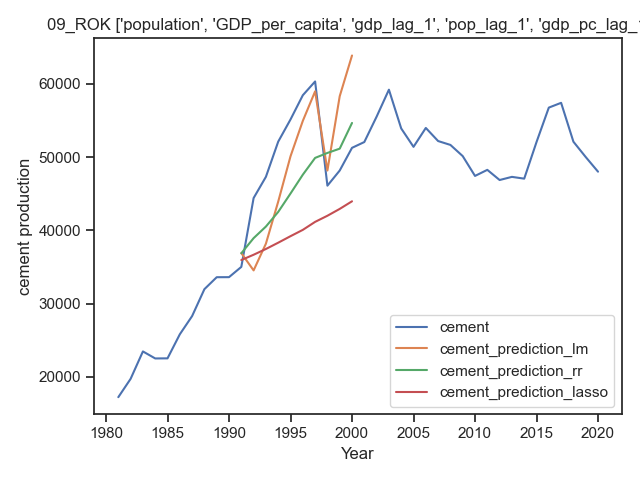 09_ROK ['population', 'GDP_per_capita', 'gdp_lag_1', 'pop_lag_1', 'gdp_pc_lag_1
cement production
60000
50000
40000
30000
20000
cement
cement_prediction_lm
cement_prediction_rr
cement_prediction_lasso
1980 1985 1990 1995 2000 2005 2010 2015 2020
Year